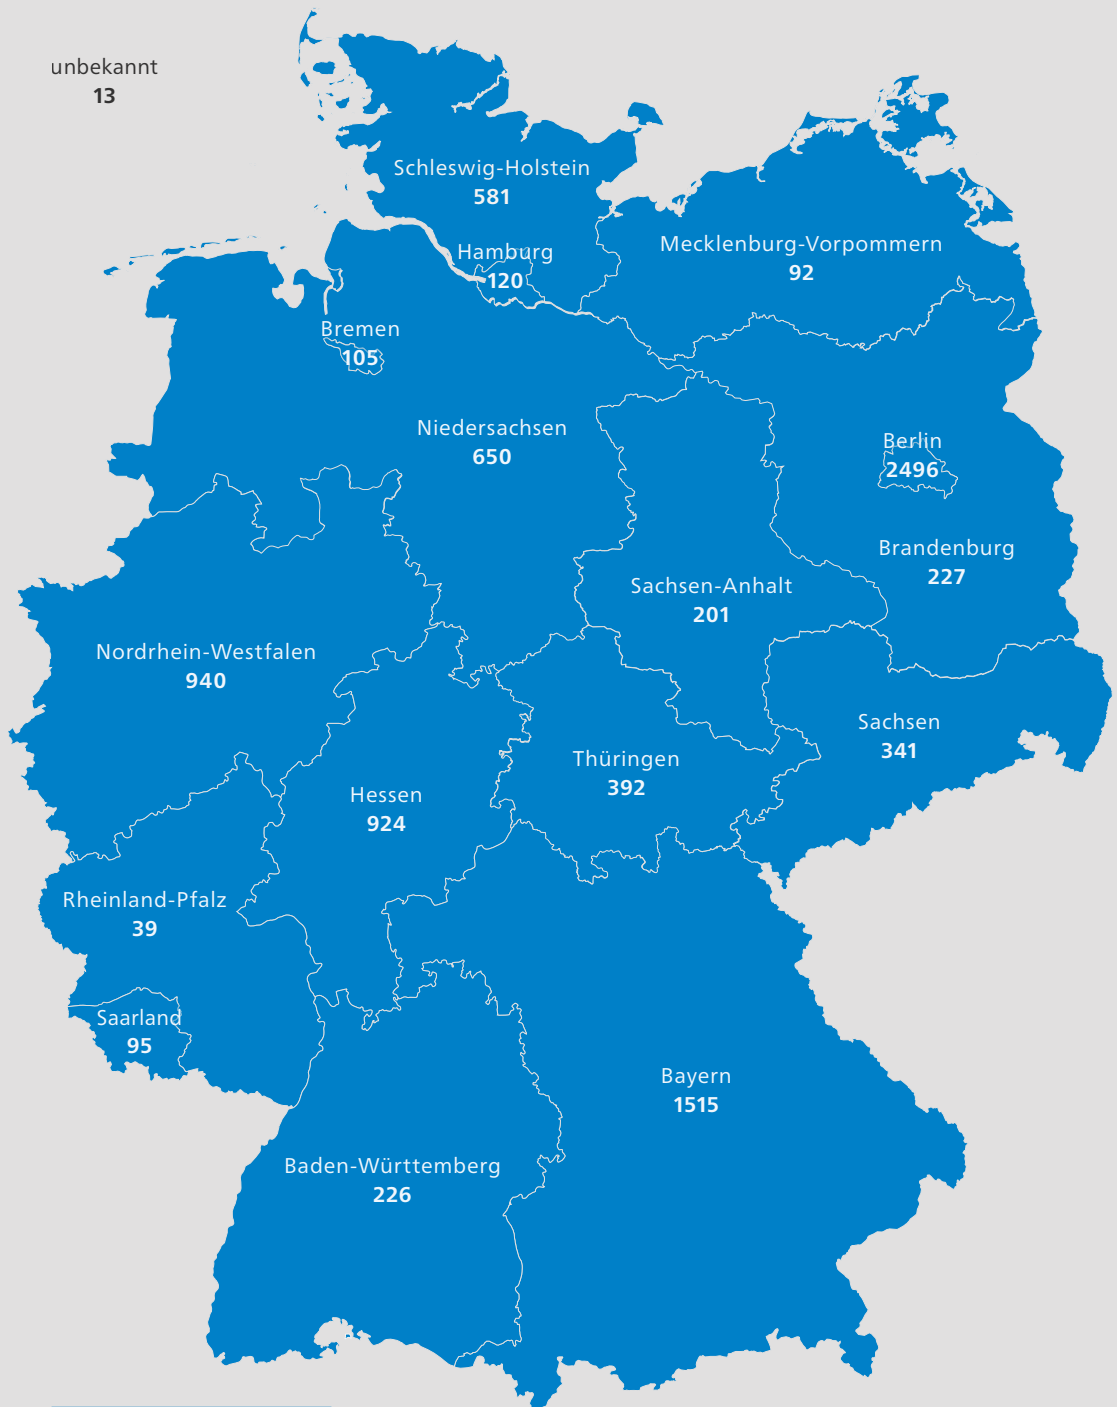 unbekannt
13
Schleswig-Holstein
581
Mecklenburg-Vorpommern
92
Hamburg
120
Bremen
105
Niedersachsen
650
Berlin
2496
Brandenburg
227
Sachsen-Anhalt
201
Nordrhein-Westfalen
940
Sachsen
341
Thüringen
392
Hessen
924
Rheinland-Pfalz
39
Saarland
95
Bayern
1515
Baden-Württemberg
226